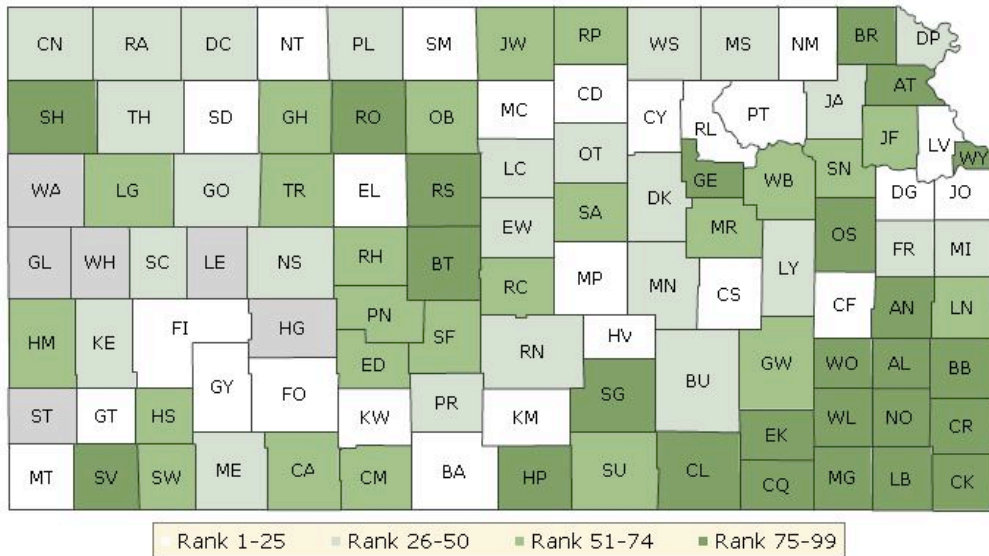 CN RA DC NT PL SM JW RP WS MS NM BR DP
SH TH SD GH RO OB MC CD CY RL PT JA AT
WA LG GO TR EL RS LC OT DK GE WB SN JF LV WY
GL WH SC LE NS RH BT EW SA MR LY OS DG JO
HM KE FI HG PN SF RC MP MN CS CF FR MI
ST GT HS GY FO ED KW PR RN HV BU GW AN LN
MT SV SW ME CA CM BA KM SG EK WO AL BB
HP SU CL CQ WL NO CR
MG LB CK
Rank 1-25 Rank 26-50 Rank 51-74 Rank 75-99